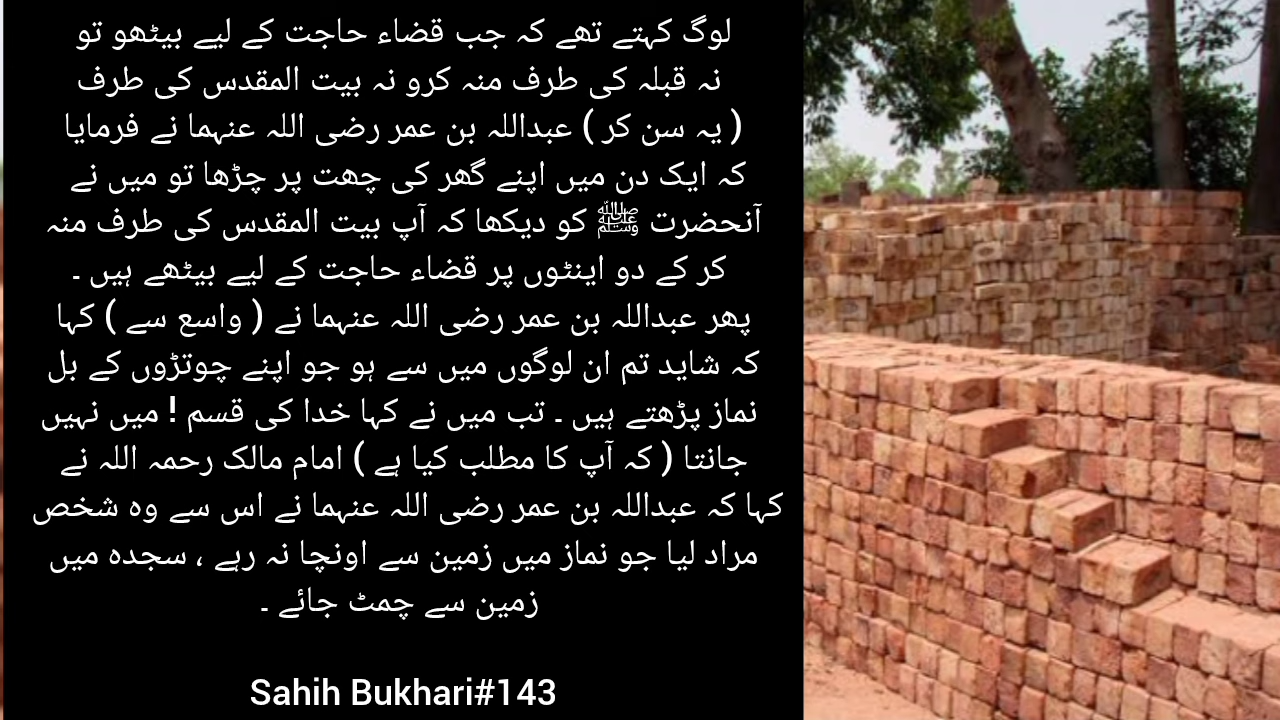 لوگ کہتے تھے کہ جب قضاء حاجت کے لیے بیٹھو تو
نہ قبلہ کی طرف منہ کرو نہ بیت المقدس کی طرف
( یہ سن کر ) عبداللہ بن عمر رضی اللہ عنہما نے فرمایا
کہ ایک دن میں اپنے گھر کی چھت پر چڑھا تو میں نے
آنحضرت ﷺ کو دیکھا کہ آپ بیت المقدس کی طرف منہ
کر کے دو اینٹوں پر قضاء حاجت کے لیے بیٹھے ہیں ۔
پھر عبداللہ بن عمر رضی اللہ عنہما نے ( واسع سے ) کہا
کہ شاید تم ان لوگوں میں سے ہو جو اپنے چوتڑوں کے بل
نماز پڑھتے ہیں ۔ تب میں نے کہا خدا کی قسم ! میں نہیں
جانتا ( کہ آپ کا مطلب کیا ہے ) امام مالک رحمہ اللہ نے
کہا کہ عبداللہ بن عمر رضی اللہ عنہما نے اس سے وہ شخص
مراد لیا جو نماز میں زمین سے اونچا نہ رہے ، سجدہ میں
زمین سے چمٹ جائے ۔
Sahih Bukhari#143